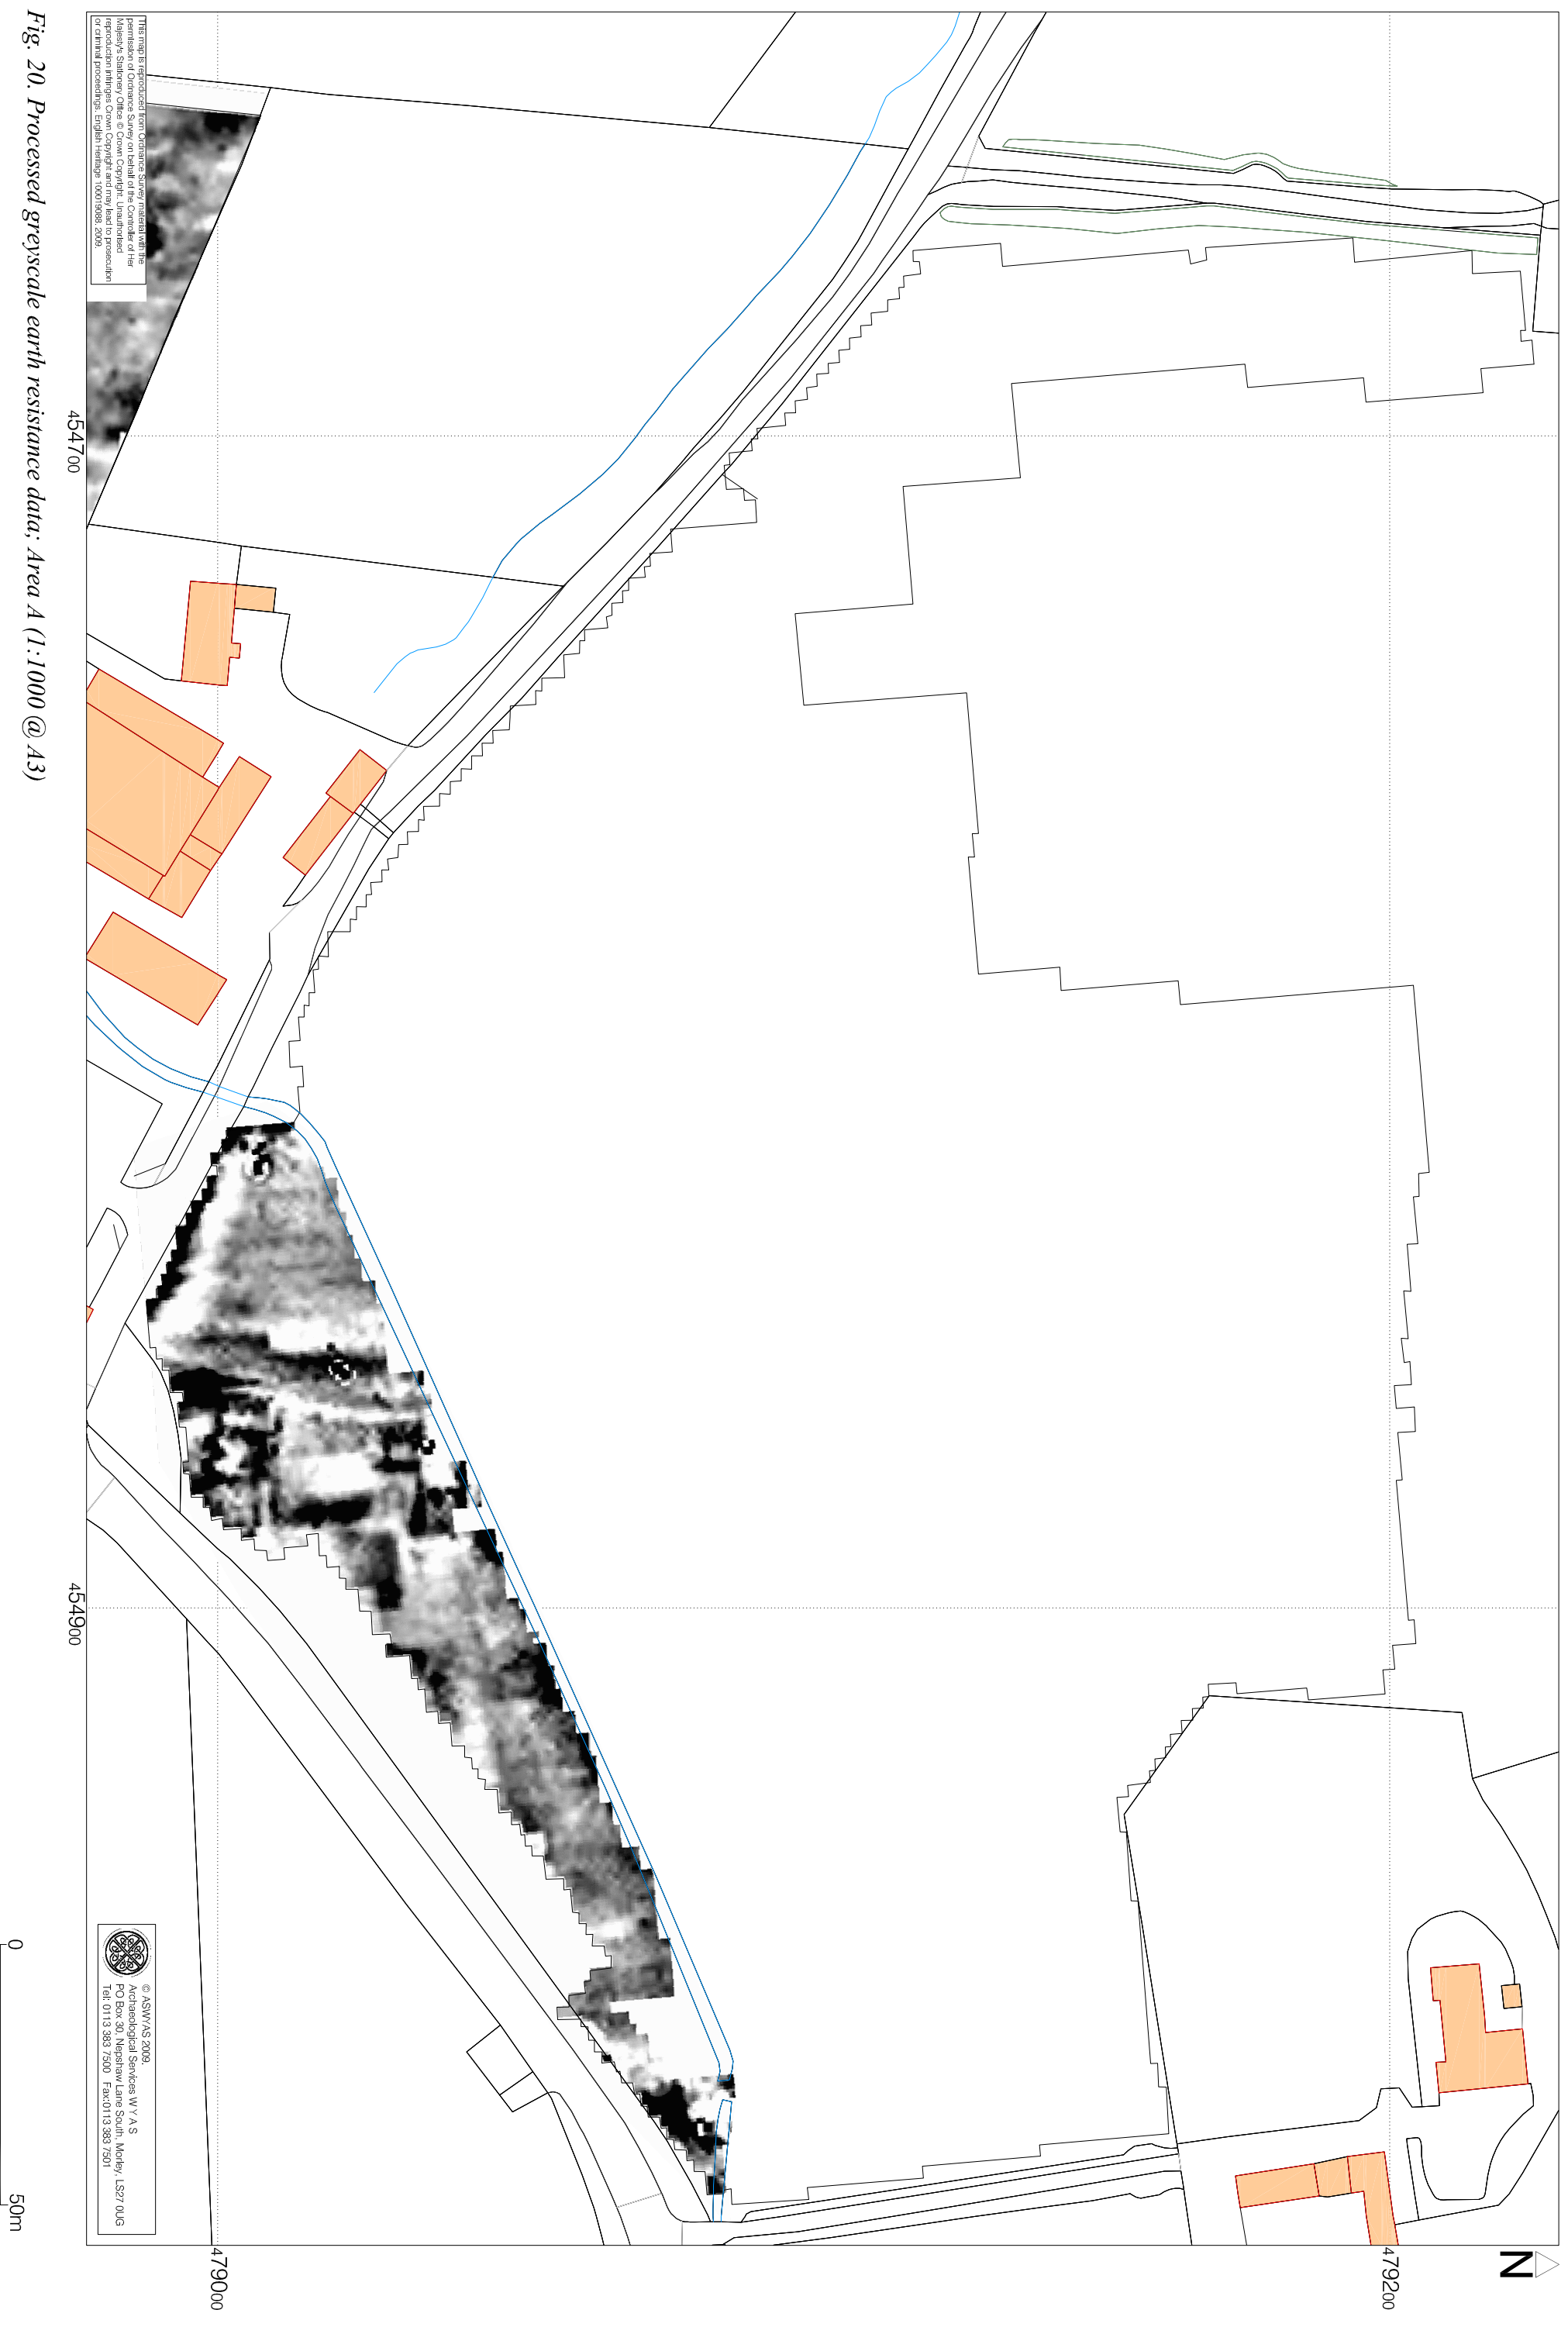 This map is reproduced from Ordnance Survey material with the
permission of Ordnance Survey on behalf of the Controller of Her
Majesty's Stationery Office © Crown Copyright. Unauthorised
reproduction infringes Crown Copyright and may lead to prosecution
or criminal proceedings. English Heritage 100019088. 2009.
N
479200
479000
454700
454900
© ASWYAS 2009.
Archaeological Services W Y A S
PO Box 30, Nepshaw Lane South, Morley, LS27 0UG
Tel: 0113 383 7500 Fax:0113 383 7501
0
50m
Fig. 20. Processed greyscale earth resistance data; Area A (1:1000 @ A3)